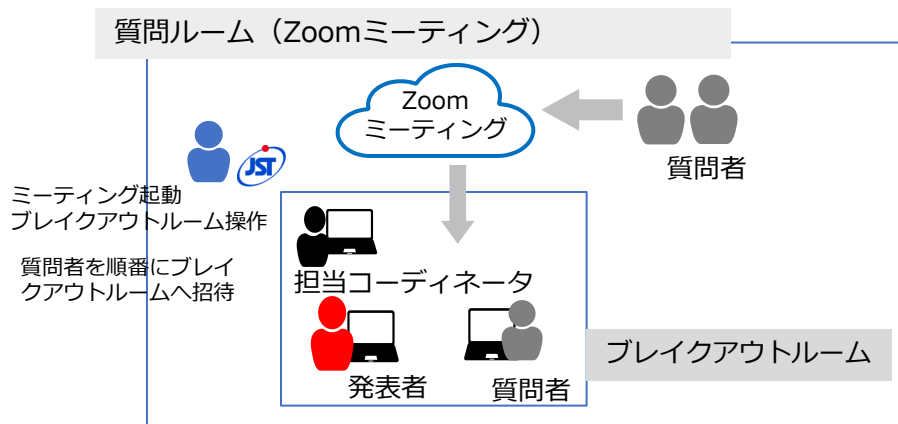 質問ルーム（Zoomミーティング）
Zoom
ミーティング
質問者
JST
ミーティング起動
ブレイクアウトルーム操作
質問者を順番にブレイ
クアウトルームへ招待
担当コーディネータ
発表者
質問者
ブレイクアウトルーム